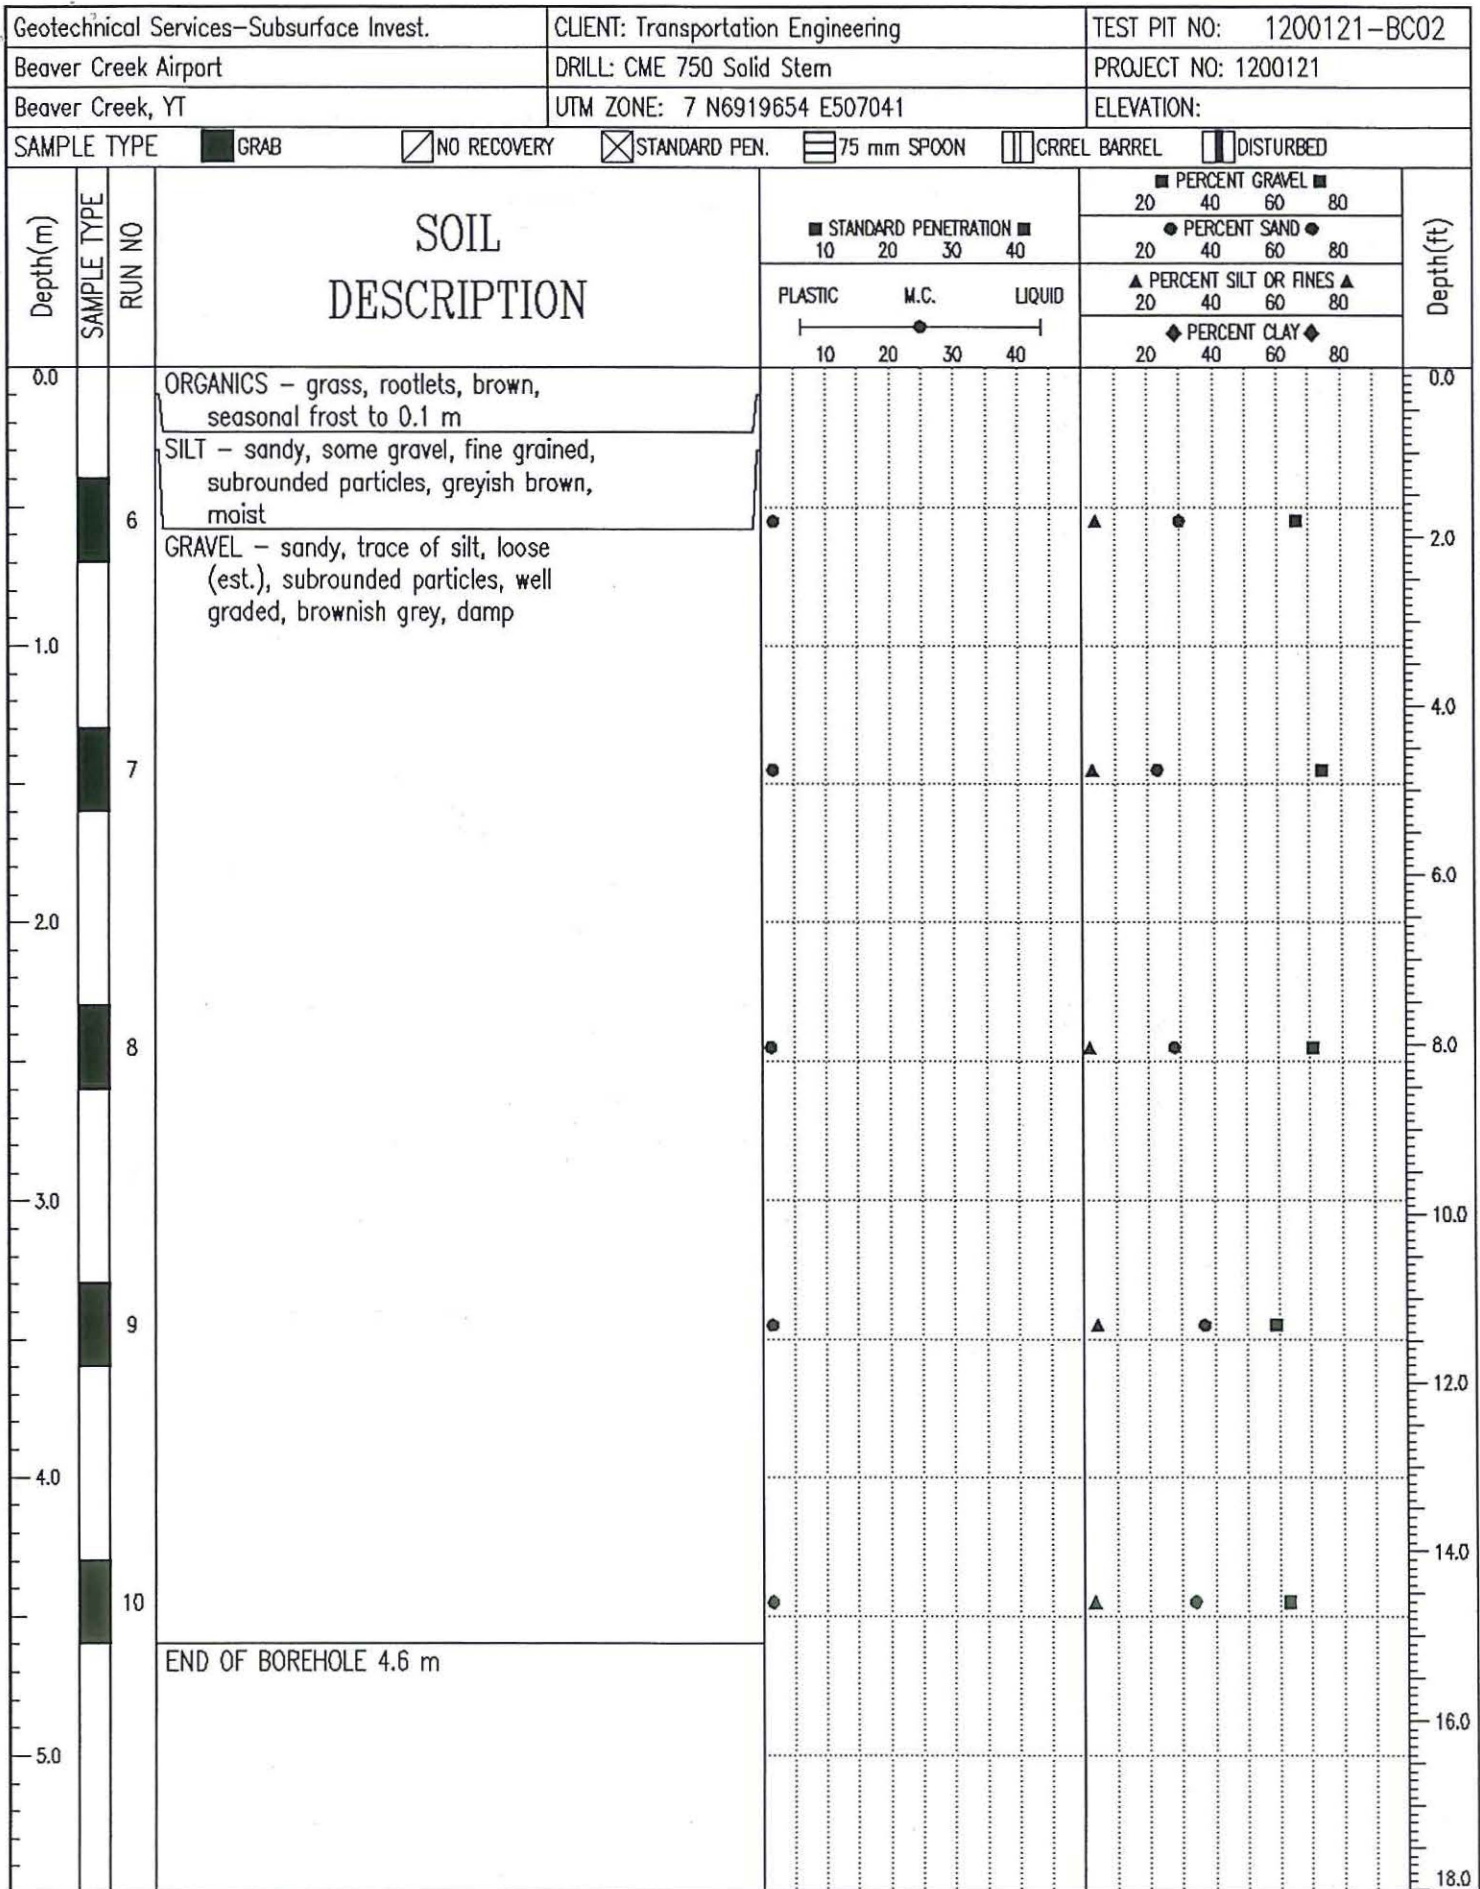 Geotechnical Services-Subsurface Invest.
CLIENT: Transportation Engineering
TEST PIT NO: 1200121-BC02
Beaver Creek Airport
DRILL: CME 750 Solid Stem
PROJECT NO: 1200121
Beaver Creek, YT
UTM ZONE: 7 N6919654 E507041
ELEVATION:
SAMPLE TYPE GRAB NO RECOVERY STANDARD PEN. 75 mm SPOON CRREL BARREL DISTURBED
Depth(m)
SAMPLE TYPE
RUN NO
SOIL
DESCRIPTION
STANDARD PENETRATION
10 20 30 40
PLASTIC M.C. LIQUID
10 20 30 40
PERCENT GRAVEL
20 40 60 80
PERCENT SAND
20 40 60 80
PERCENT SILT OR FINES
20 40 60 80
PERCENT CLAY
20 40 60 80
Depth(ft)
0.0
1.0
2.0
3.0
4.0
5.0
6
7
8
9
10
ORGANICS – grass, rootlets, brown,
seasonal frost to 0.1 m
SILT – sandy, some gravel, fine grained,
subrounded particles, greyish brown,
moist
GRAVEL – sandy, trace of silt, loose
(est.), subrounded particles, well
graded, brownish grey, damp
END OF BOREHOLE 4.6 m
0.0
2.0
4.0
6.0
8.0
10.0
12.0
14.0
16.0
18.0